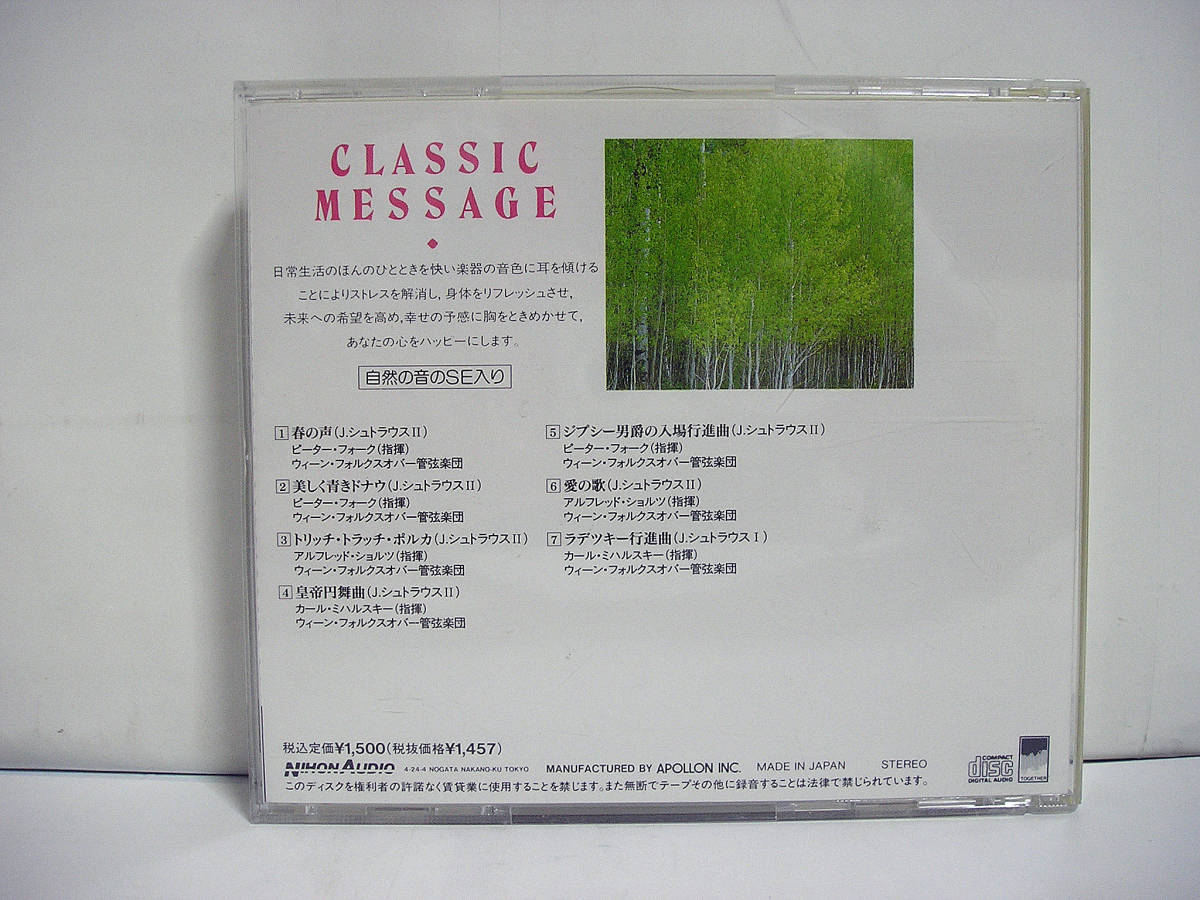 CLASSIC
MESSAGE
日常生活のほんのひとときを快い楽器の音色に耳を傾ける
ことによりストレスを解消し,身体をリフレッシュさせ,
未来への希望を高め,幸せの予感に胸をときめかせて,
あなたの心をハッピーにします。
自然の音のSE入り
1 春の声(J.シュトラウスII)
ピーター・フォーク(指揮)
ウィーン・フォルクスオパー管弦楽団
2 美しく青きドナウ(J.シュトラウスII)
ピーター・フォーク(指揮)
ウィーン・フォルクスオパー管弦楽団
3 トリッチ・トラッチ・ポルカ(J.シュトラウスII)
アルフレッド・ショルツ(指揮)
ウィーン・フォルクスオパー管弦楽団
4 皇帝円舞曲(J.シュトラウスII)
カール・ミハルスキー(指揮)
ウィーン・フォルクスオパー管弦楽団
5 ジプシー男爵の入場行進曲(J.シュトラウスII)
ピーター・フォーク(指揮)
ウィーン・フォルクスオパー管弦楽団
6 愛の歌(J.シュトラウスII)
アルフレッド・ショルツ(指揮)
ウィーン・フォルクスオパー管弦楽団
7 ラデツキー行進曲(J.シュトラウスI)
カール・ミハルスキー(指揮)
ウィーン・フォルクスオパー管弦楽団
税込定価¥1,500(税抜価格¥1,457)
NIHON AUDIO 4-24-4 NOGATA NAKANO-KU TOKYO MANUFACTURED BY APOLLON INC. MADE IN JAPAN STEREO
COMPACT
disc
DIGITAL AUDIO
TOGETHER
このディスクを権利者の許諾なく賃貸業に使用することを禁じます。また無断でテープその他に録音することは法律で禁じられています。